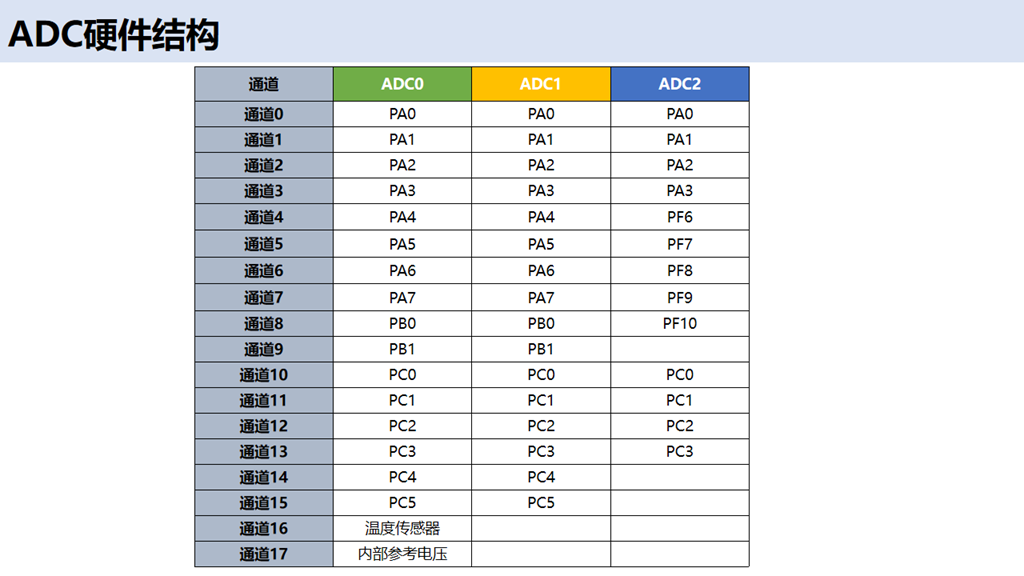 ADC硬件结构
通道 ADC0 ADC1 ADC2
通道0 PA0 PA0 PA0
通道1 PA1 PA1 PA1
通道2 PA2 PA2 PA2
通道3 PA3 PA3 PA3
通道4 PA4 PA4 PF6
通道5 PA5 PA5 PF7
通道6 PA6 PA6 PF8
通道7 PA7 PA7 PF9
通道8 PB0 PB0 PF10
通道9 PB1 PB1
通道10 PC0 PC0 PC0
通道11 PC1 PC1 PC1
通道12 PC2 PC2 PC2
通道13 PC3 PC3 PC3
通道14 PC4 PC4
通道15 PC5 PC5
通道16 温度传感器
通道17 内部参考电压